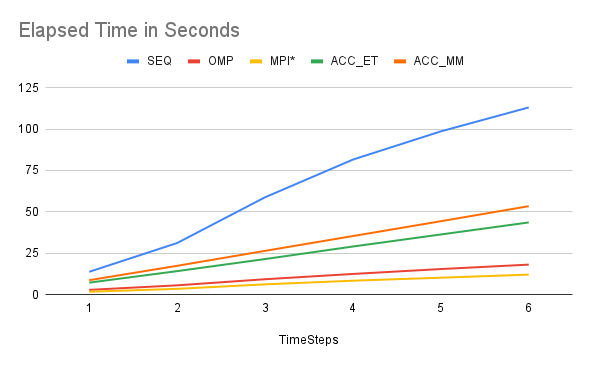 Elapsed Time in Seconds
SEQ OMP MPI* ACC_ET ACC_MM
125
100
75
50
25
0
1 2 3 4 5 6
TimeSteps